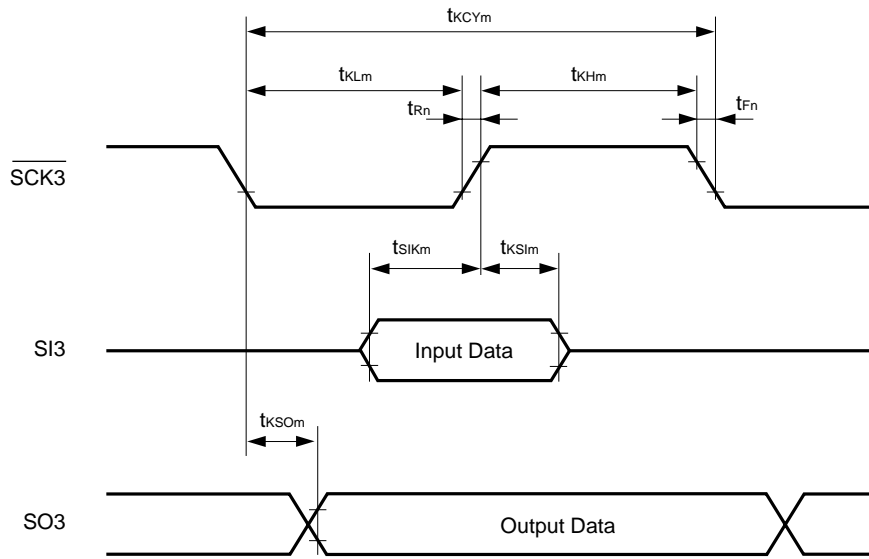 tKCYm
tKLm
tKHm
tRn
tFn
SCK3
tSIKm
tKSIm
SI3
Input Data
tKSOm
SO3
Output Data